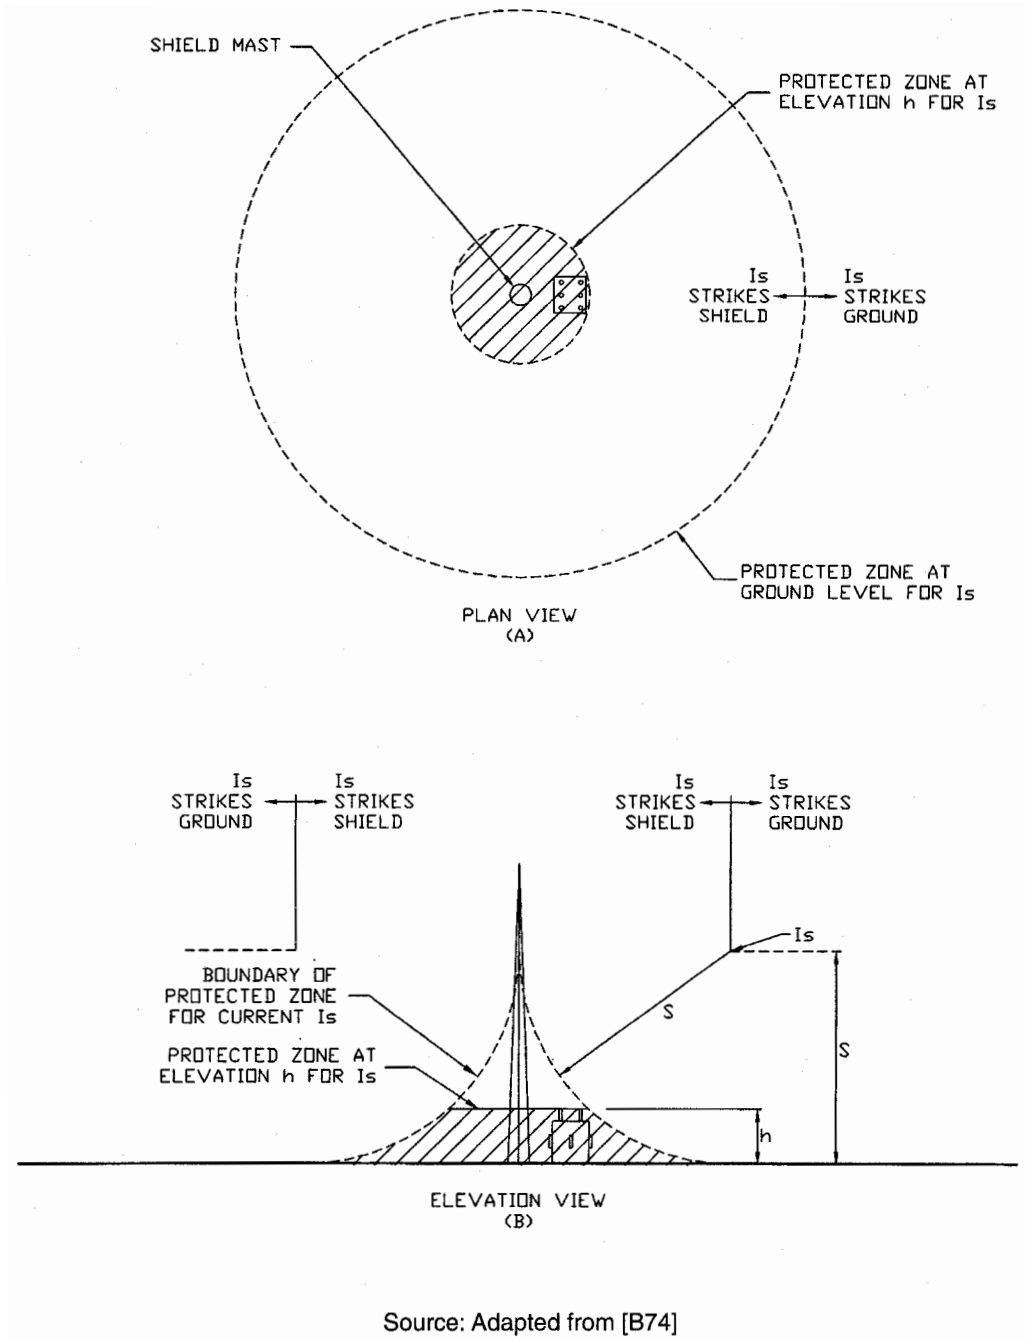 SHIELD MAST
PROTECTED ZONE AT
ELEVATION h FOR Is
Is
STRIKES
SHIELD
Is
STRIKES
GROUND
PROTECTED ZONE AT
GROUND LEVEL FOR Is
PLAN VIEW
(A)
Is
STRIKES
GROUND
Is
STRIKES
SHIELD
Is
STRIKES
SHIELD
Is
STRIKES
GROUND
Is
BOUNDARY OF
PROTECTED ZONE
FOR CURRENT Is
S
S
PROTECTED ZONE AT
ELEVATION h FOR Is
h
ELEVATION VIEW
(B)
Source: Adapted from [B74]